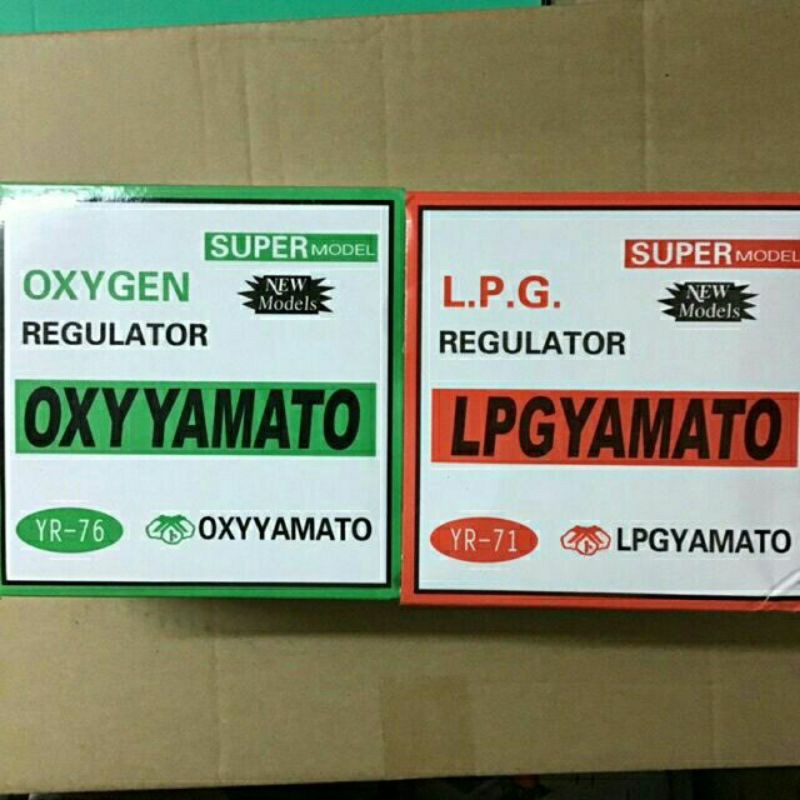 SUPER MODEL
OXYGEN
NEW
Models
REGULATOR
OXYYAMATO
YR-76
OXYYAMATO
SUPER MODEL
L.P.G.
NEW
Models
REGULATOR
LPGYAMATO
YR-71
LPGYAMATO